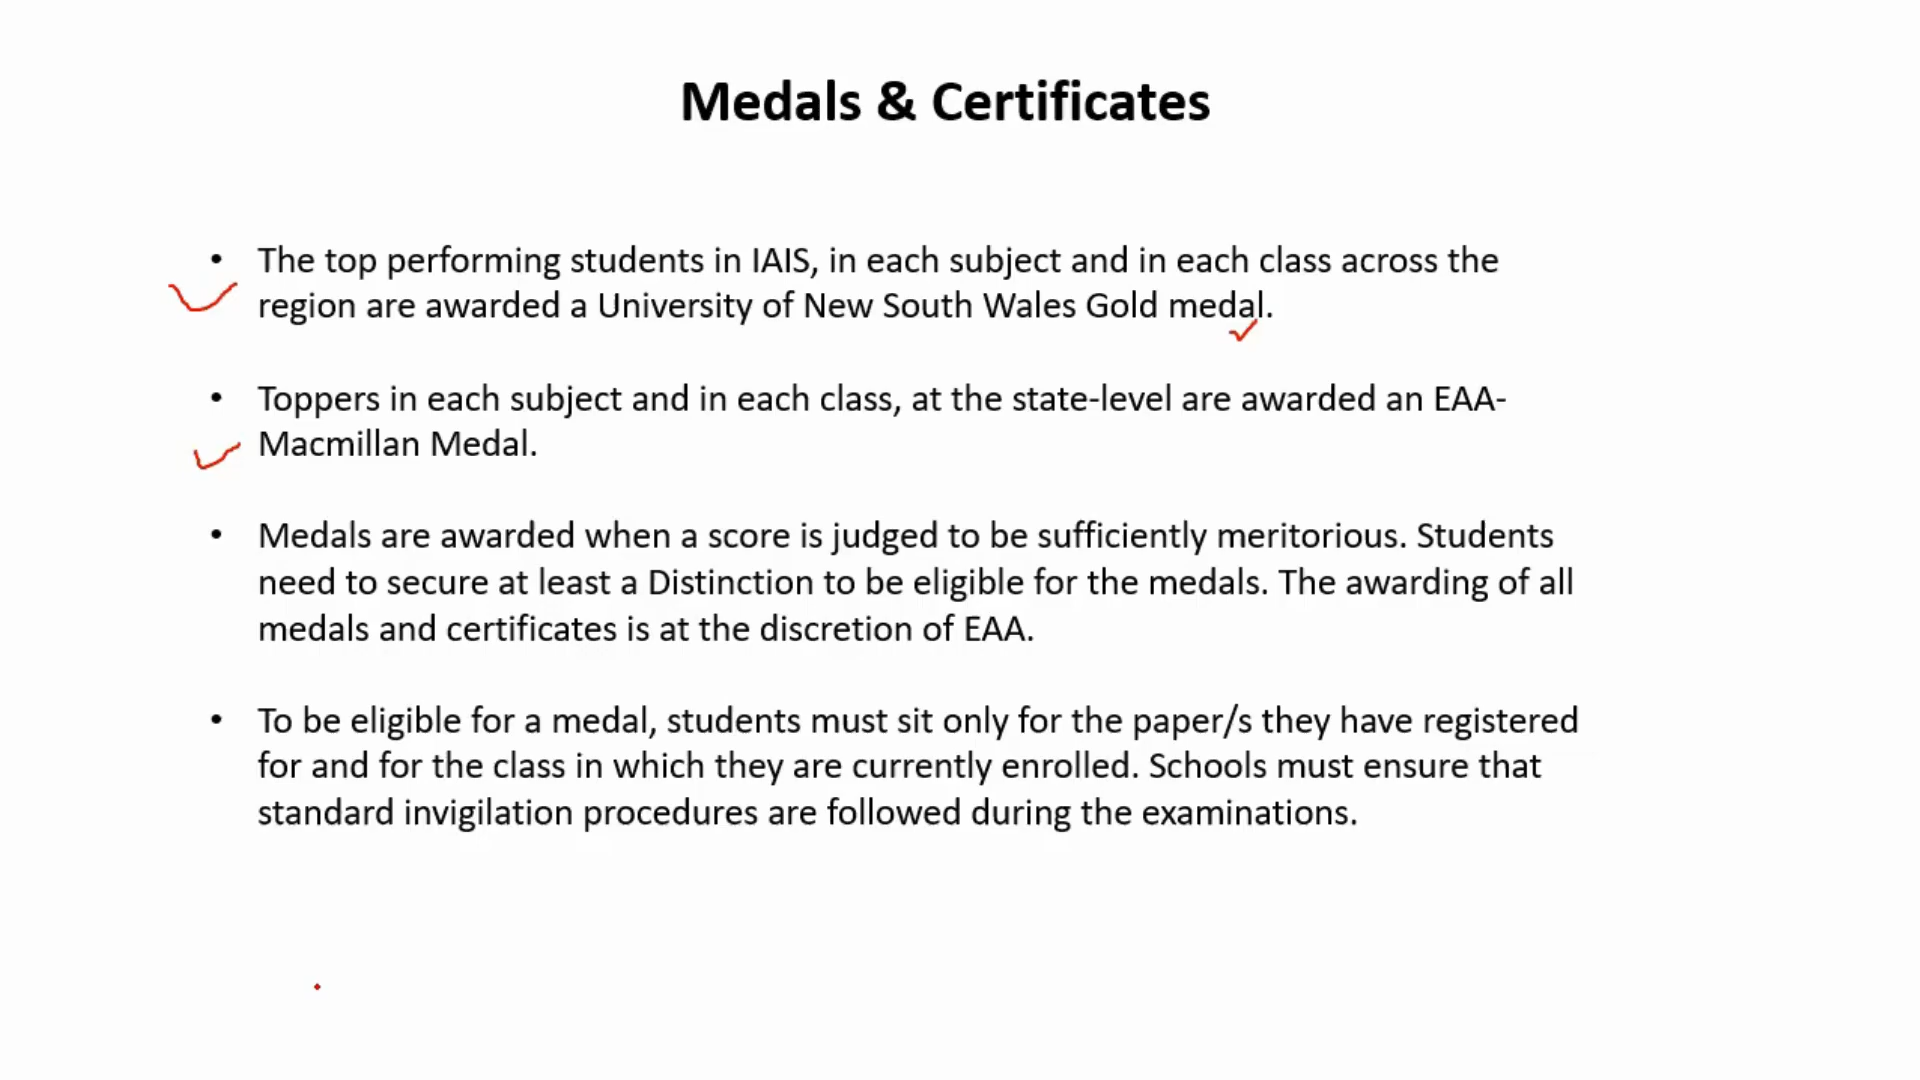 Medals & Certificates
• The top performing students in IAIS, in each subject and in each class across the
region are awarded a University of New South Wales Gold medal.
• Toppers in each subject and in each class, at the state-level are awarded an EAA-
Macmillan Medal.
• Medals are awarded when a score is judged to be sufficiently meritorious. Students
need to secure at least a Distinction to be eligible for the medals. The awarding of all
medals and certificates is at the discretion of EAA.
• To be eligible for a medal, students must sit only for the paper/s they have registered
for and for the class in which they are currently enrolled. Schools must ensure that
standard invigilation procedures are followed during the examinations.